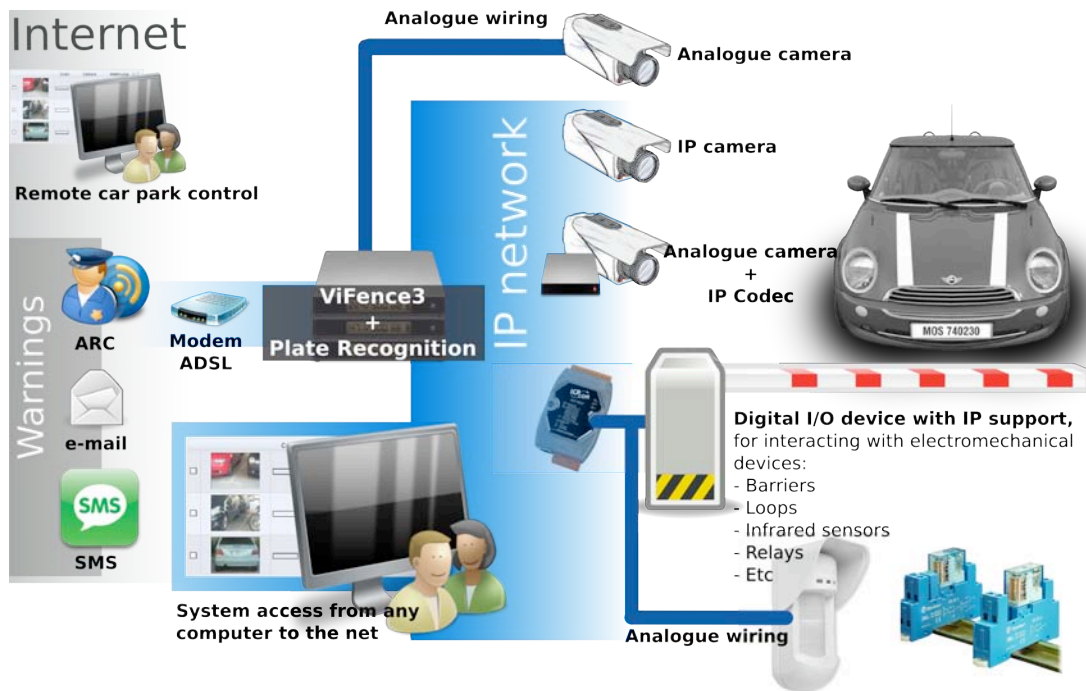 Internet
Remote car park control
Warnings
ARC
e-mail
SMS
SMS
Modem
ADSL
ViFence3
+
Plate Recognition
IP network
Analogue wiring
Analogue camera
IP camera
Analogue camera
+
IP Codec
MOS 740230
Digital I/O device with IP support,
for interacting with electromechanical
devices:
- Barriers
- Loops
- Infrared sensors
- Relays
- Etc
Analogue wiring
System access from any
computer to the net